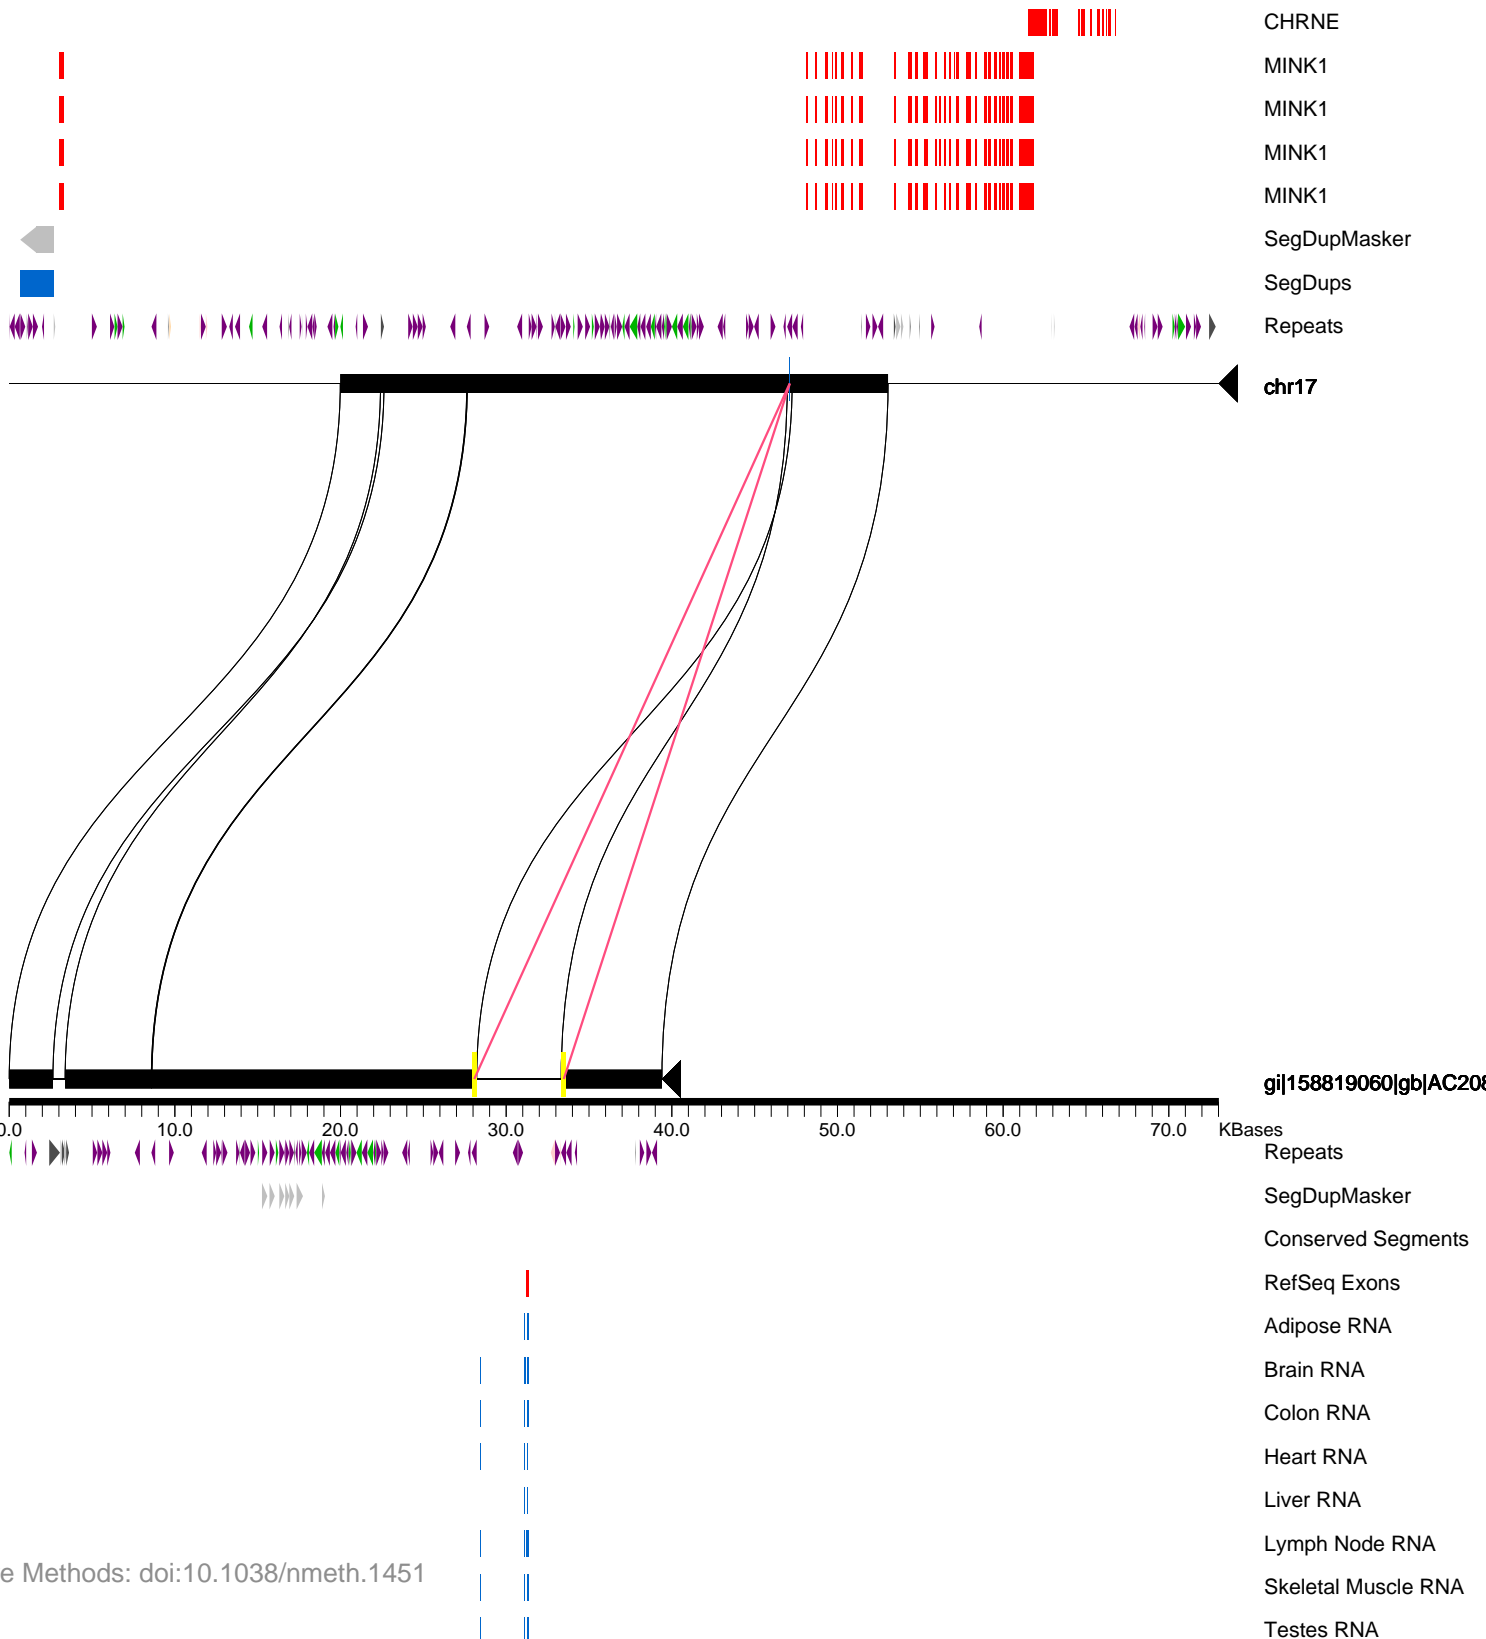 CHRNE
MINK1
MINK1
MINK1
MINK1
SegDupMasker
SegDups
Repeats
chr17
gi|158819060|gb|AC208
0.0 10.0 20.0 30.0 40.0 50.0 60.0 70.0 KBases
Repeats
SegDupMasker
Conserved Segments
RefSeq Exons
Adipose RNA
Brain RNA
Colon RNA
Heart RNA
Liver RNA
Lymph Node RNA
e Methods: doi:10.1038/nmeth.1451
Skeletal Muscle RNA
Testes RNA